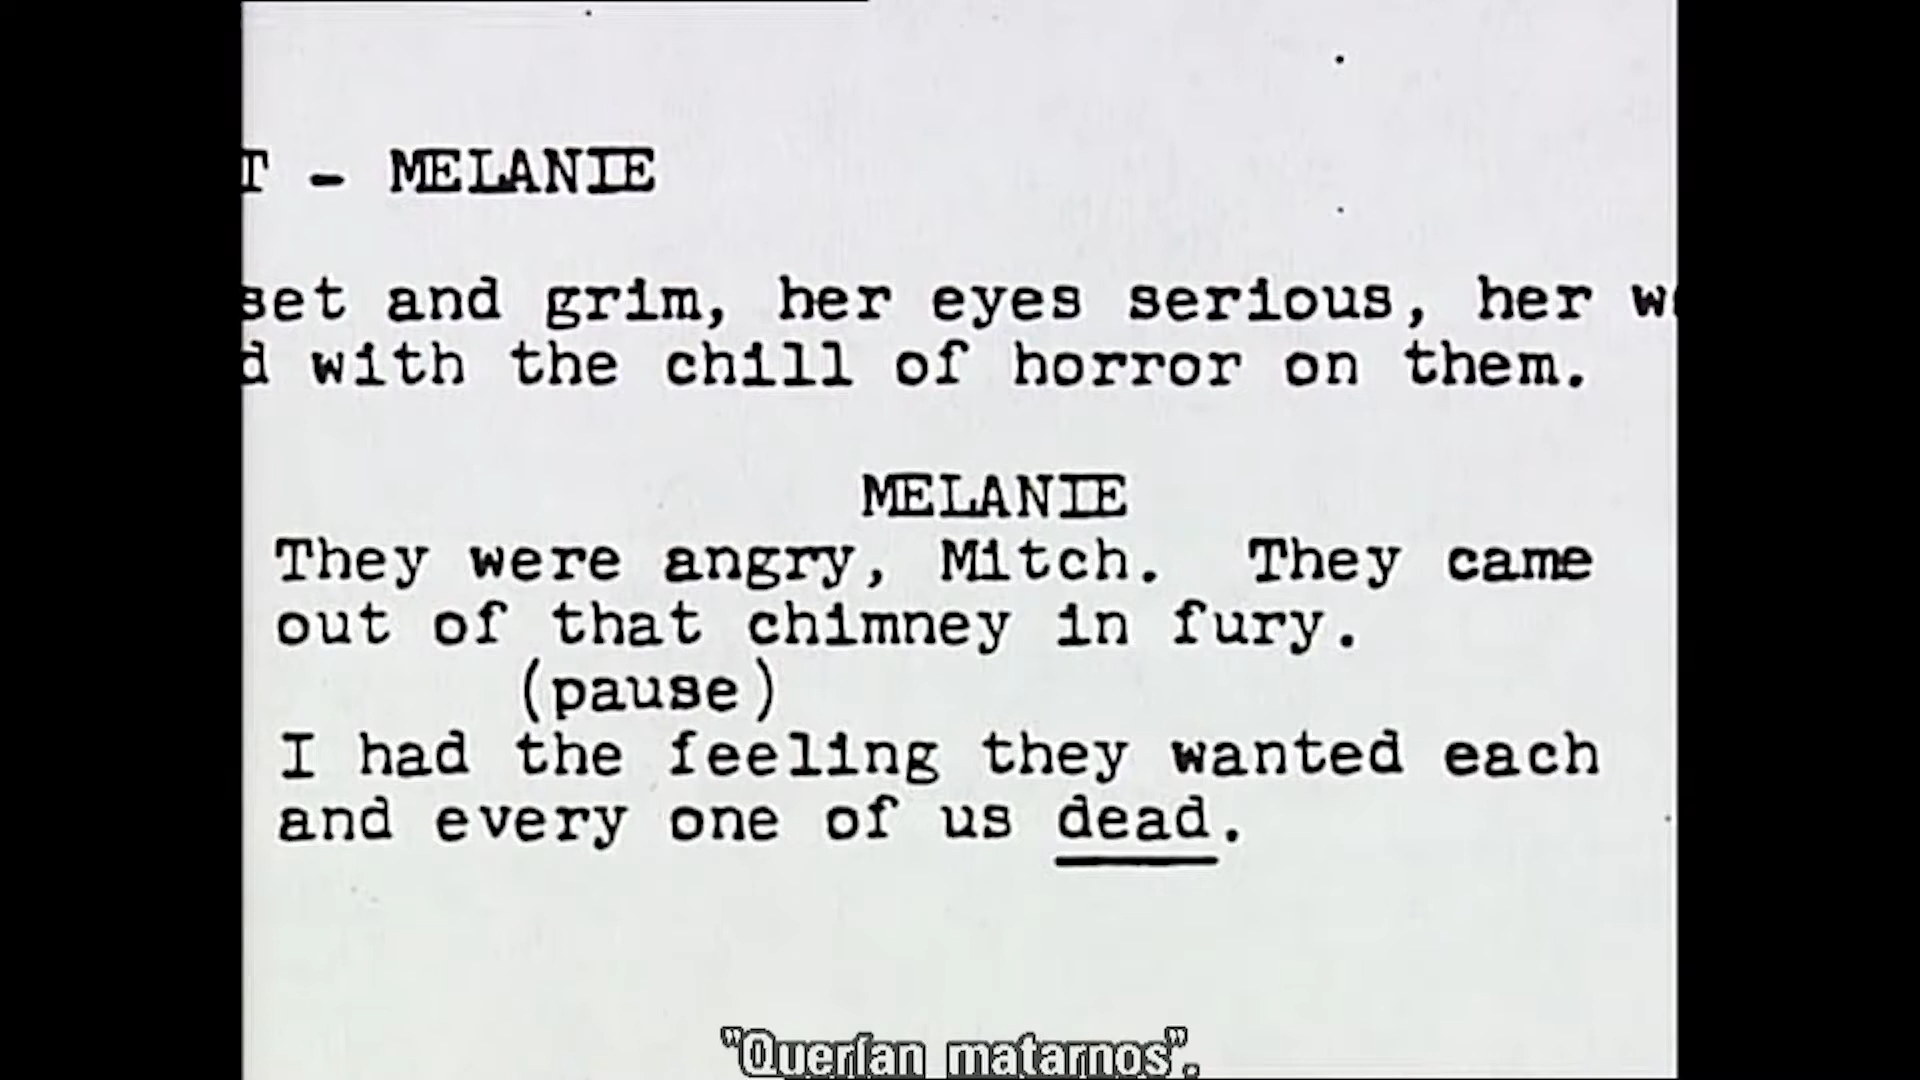 T - MELANIE
set and grim, her eyes serious, her
d with the chill of horror on them.
MELANIE
They were angry, Mitch. They came
out of that chimney in fury.
(pause)
I had the feeling they wanted each
and every one of us dead.
"Querían matarnos".